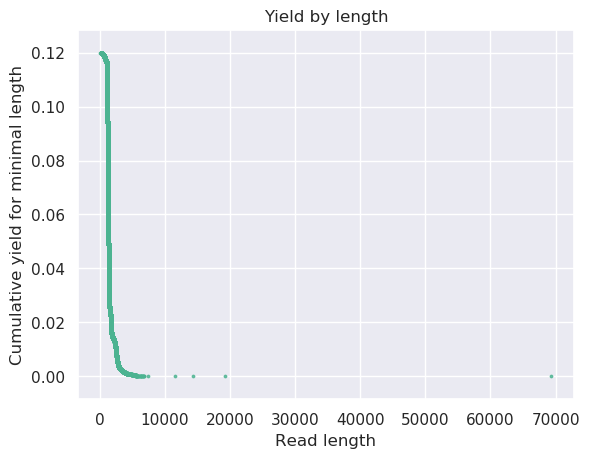 Yield by length
Cumulative yield for minimal length
0.12
0.10
0.08
0.06
0.04
0.02
0.00
0 10000 20000 30000 40000 50000 60000 70000
Read length